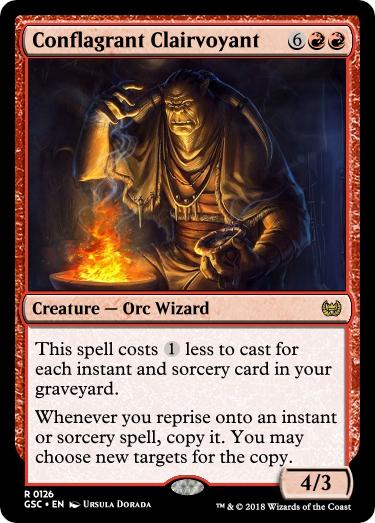 Conflagrant Clairvoyant 6
Creature — Orc Wizard
This spell costs 1 less to cast for
each instant and sorcery card in your
graveyard.
Whenever you reprise onto an instant
or sorcery spell, copy it. You may
choose new targets for the copy.
4/3
R 0126
GSC • EN Ursula Dorada
™ & © 2018 Wizards of the Coast